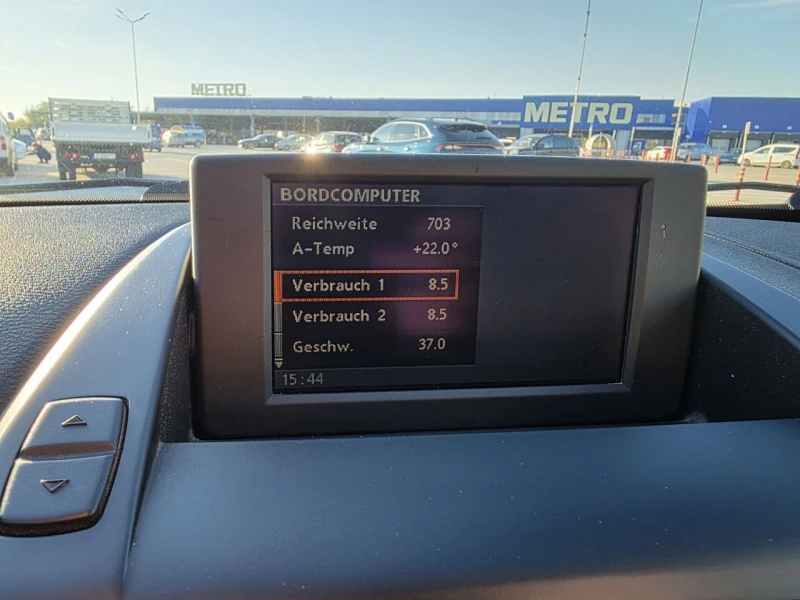 METRO
METRO
BORDCOMPUTER
Reichweite 703
A-Temp +22.0°
Verbrauch 1 8.5
Verbrauch 2 8.5
Geschw. 37.0
15:44